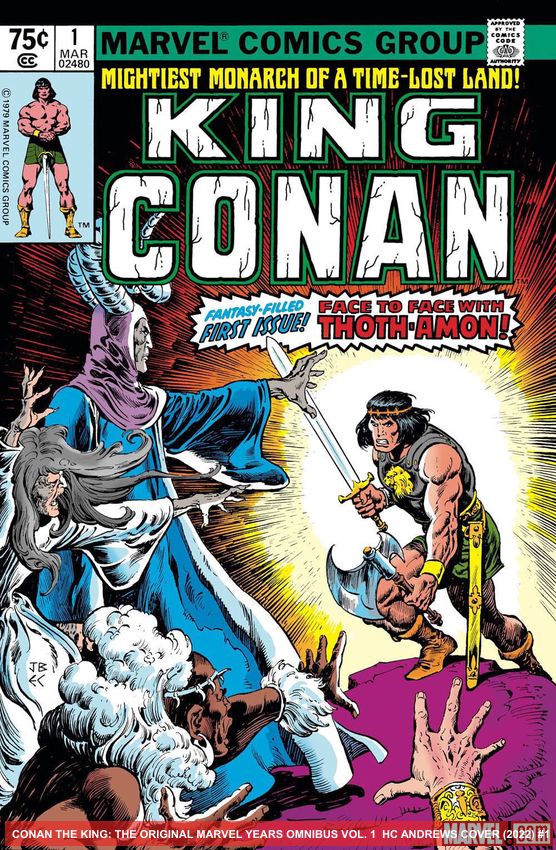 75¢
CC
1
MAR
02480
MARVEL® COMICS GROUP
APPROVED
BY THE
COMICS
CODE
AUTHORITY
MIGHTIEST MONARCH OF A TIME-LOST LAND!
KING
CONAN
© 1979 MARVEL COMICS GROUP
TM
FANTASY-FILLED
FIRST ISSUE!
FACE TO FACE WITH
THOTH-AMON!
JB
EC
CONAN THE KING: THE ORIGINAL MARVEL YEARS OMNIBUS VOL. 1 HC ANDREWS COVER (2022) #1
MARVEL